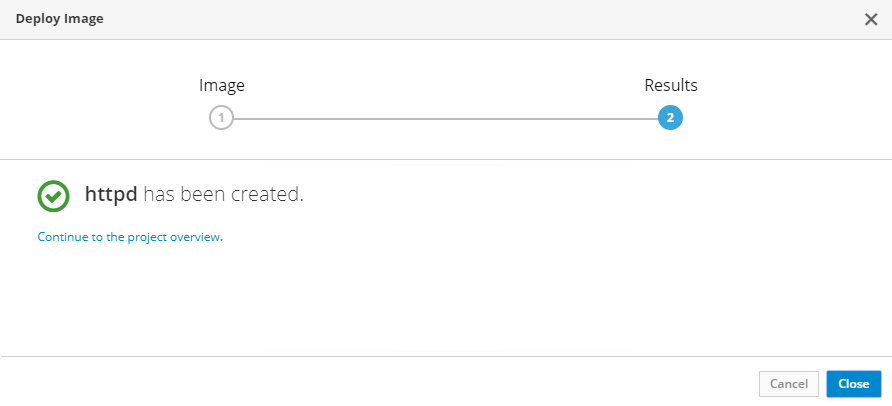 Deploy Image
Image
Results
1
2
httpd has been created.
Continue to the project overview.
Cancel
Close